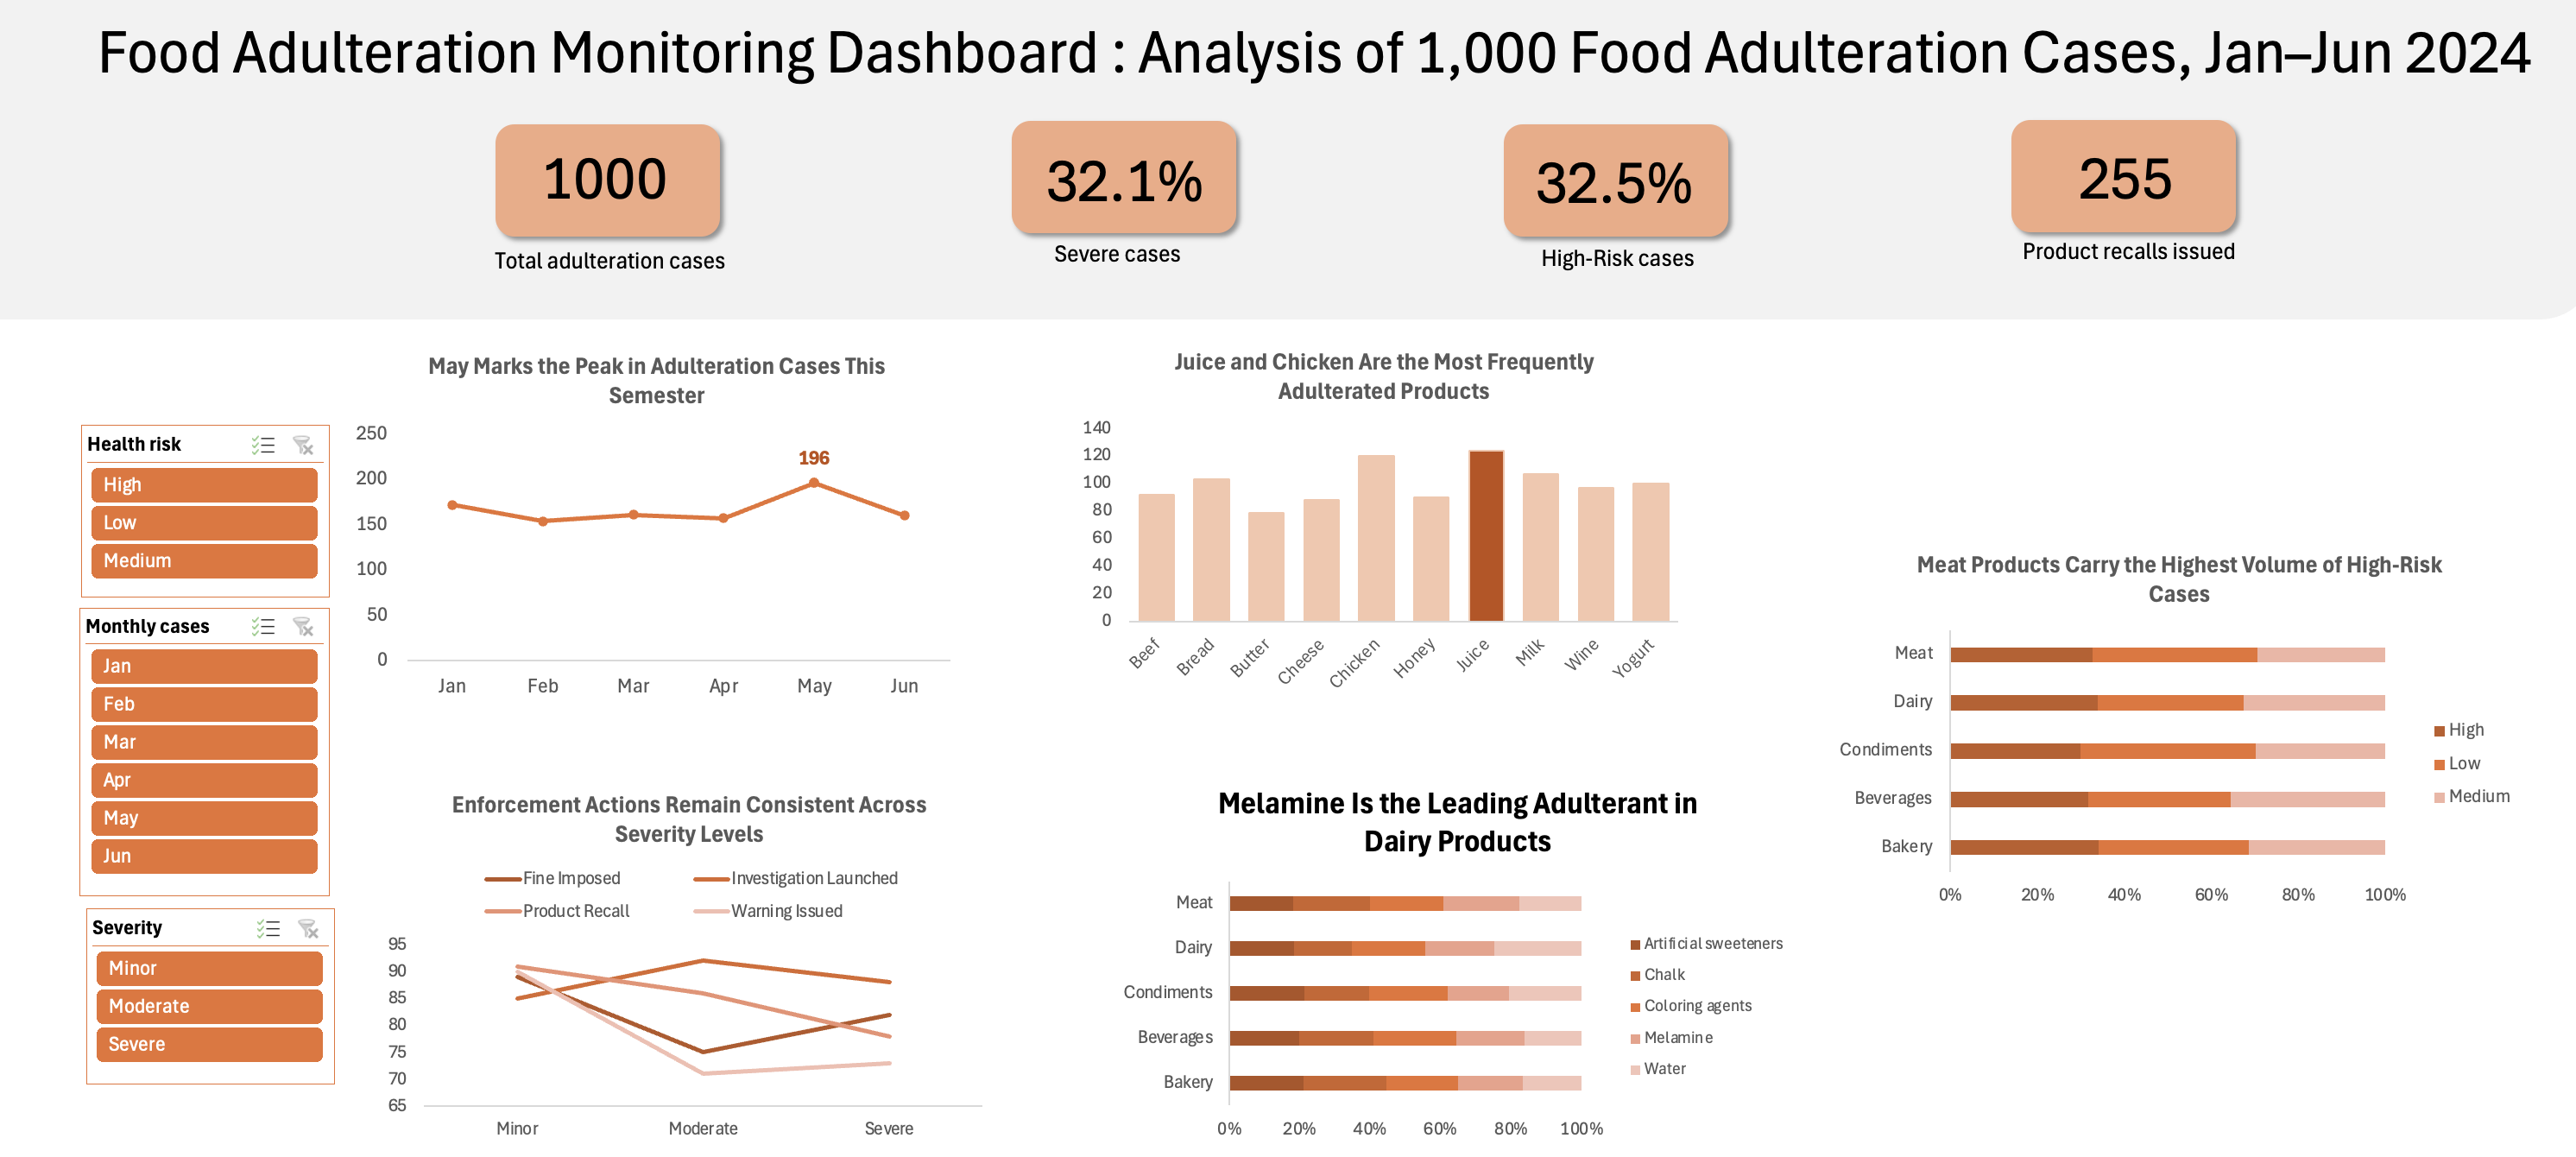 Food Adulteration Monitoring Dashboard : Analysis of 1,000 Food Adulteration Cases, Jan–Jun 2024
1000
Total adulteration cases
32.1%
Severe cases
32.5%
High-Risk cases
255
Product recalls issued
Health risk
High
Low
Medium
Monthly cases
Jan
Feb
Mar
Apr
May
Jun
Severity
Minor
Moderate
Severe
May Marks the Peak in Adulteration Cases This
Semester
250
200
150
100
50
0
196
Jan Feb Mar Apr May Jun
Juice and Chicken Are the Most Frequently
Adulterated Products
140
120
100
80
60
40
20
0
Beef Bread Butter Cheese Chicken Honey Juice Milk Wine Yogurt
Enforcement Actions Remain Consistent Across
Severity Levels
Fine Imposed Investigation Launched
Product Recall Warning Issued
95
90
85
80
75
70
65
Minor Moderate Severe
Melamine Is the Leading Adulterant in
Dairy Products
Meat
Dairy
Condiments
Beverages
Bakery
0% 20% 40% 60% 80% 100%
Artificial sweeteners
Chalk
Coloring agents
Melamine
Water
Meat Products Carry the Highest Volume of High-Risk
Cases
Meat
Dairy
Condiments
Beverages
Bakery
0% 20% 40% 60% 80% 100%
High
Low
Medium